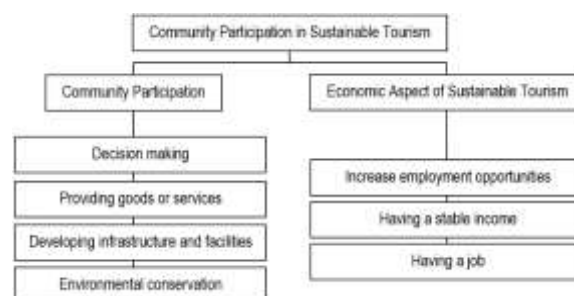 Community Participation in Sustainable Tourism
Community Participation
Decision making
Providing goods or services
Developing infrastructure and facilities
Environmental conservation
Economic Aspect of Sustainable Tourism
Increase employment opportunities
Having a stable income
Having a job